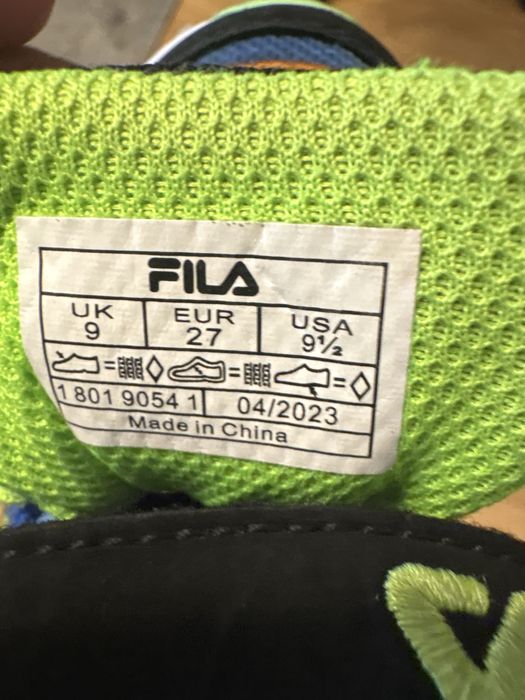 FILA
UK EUR USA
9 27 9½
1 801 9054 1 04/2023
Made in China